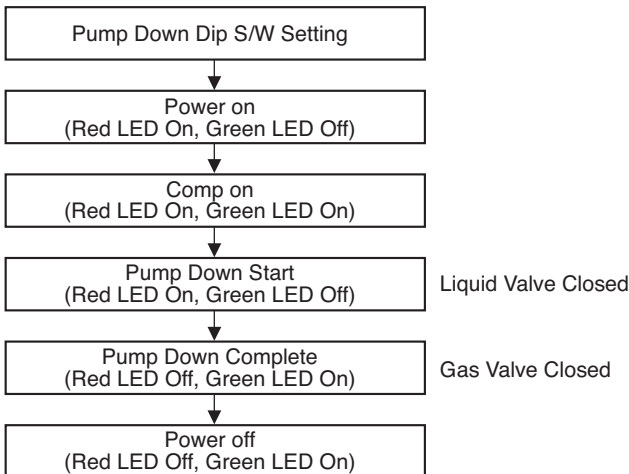 Pump Down Dip S/W Setting
Power on
(Red LED On, Green LED Off)
Comp on
(Red LED On, Green LED On)
Pump Down Start
(Red LED On, Green LED Off)
Liquid Valve Closed
Pump Down Complete
(Red LED Off, Green LED On)
Gas Valve Closed
Power off
(Red LED Off, Green LED On)